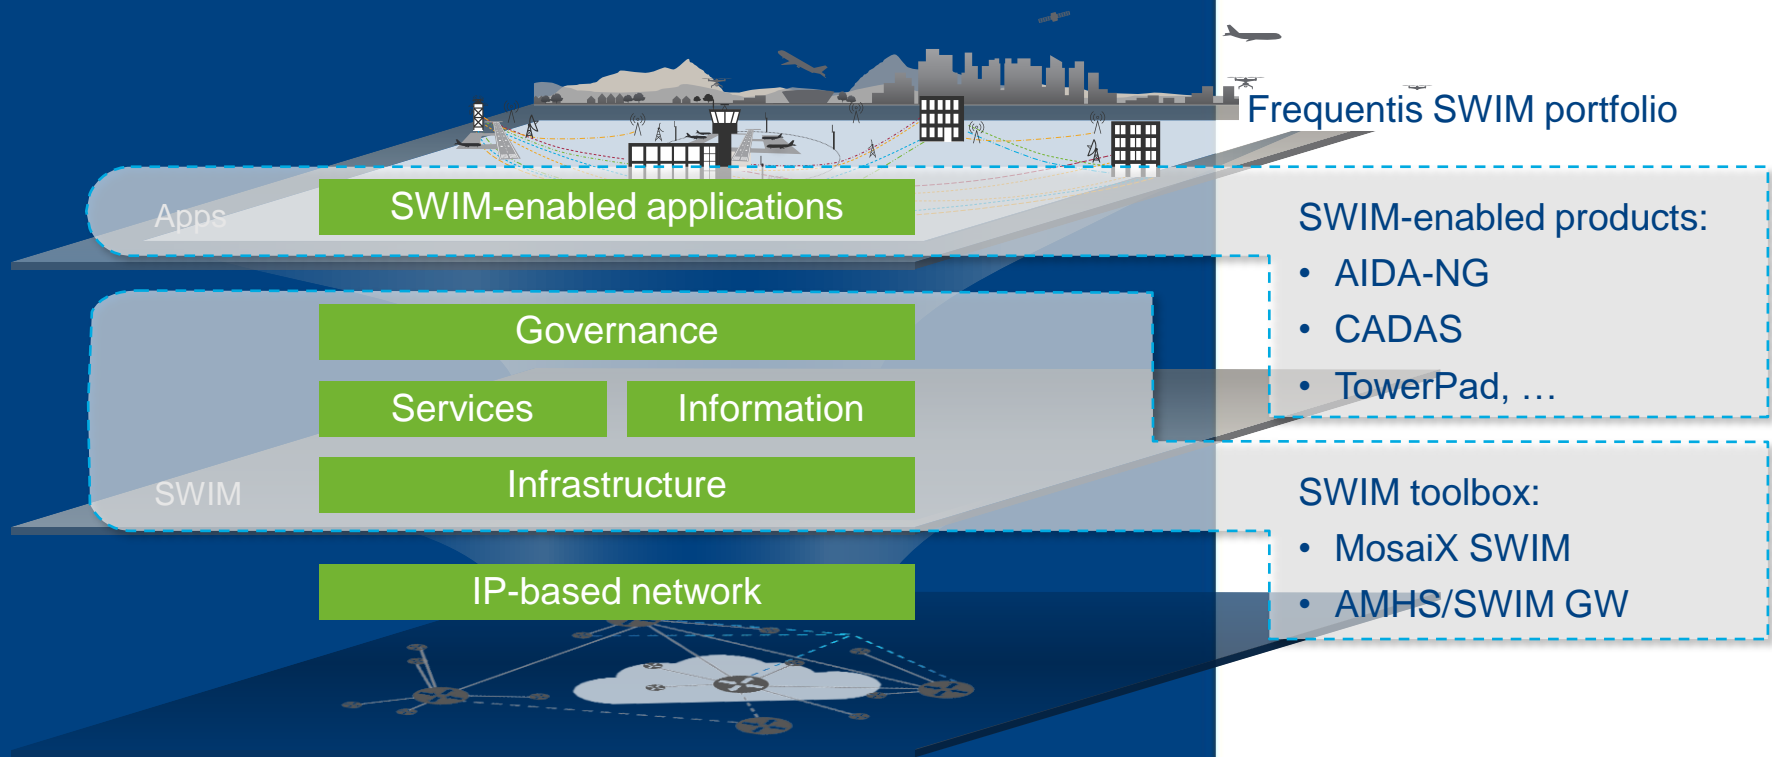 Frequentis SWIM portfolio
Apps
SWIM-enabled applications
Governance
Services
Information
SWIM
Infrastructure
IP-based network
SWIM-enabled products:
• AIDA-NG
• CADAS
• TowerPad, …
SWIM toolbox:
• MosaiX SWIM
• AMHS/SWIM GW